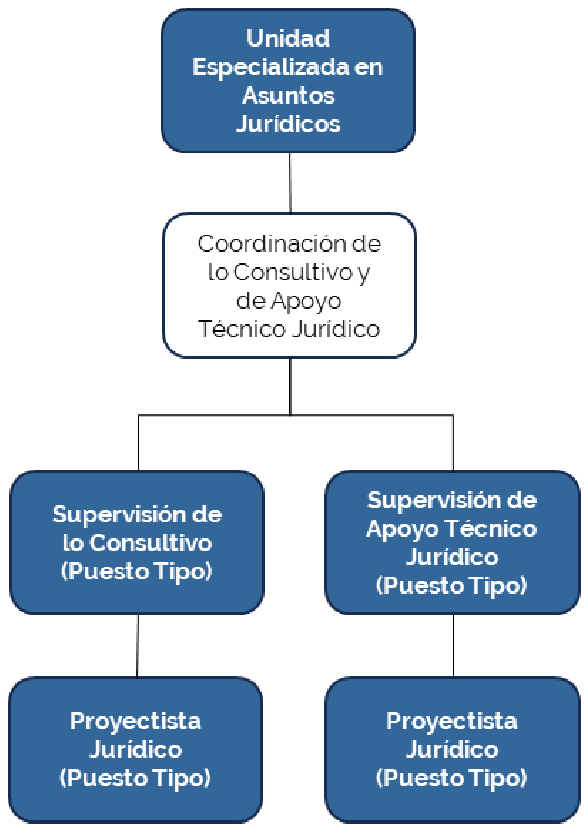 Unidad
Especializada en
Asuntos
Jurídicos
Coordinación de
lo Consultivo y
de Apoyo
Técnico Jurídico
Supervisión de
lo Consultivo
(Puesto Tipo)
Supervisión de
Apoyo Técnico
Jurídico
(Puesto Tipo)
Proyectista
Jurídico
(Puesto Tipo)
Proyectista
Jurídico
(Puesto Tipo)